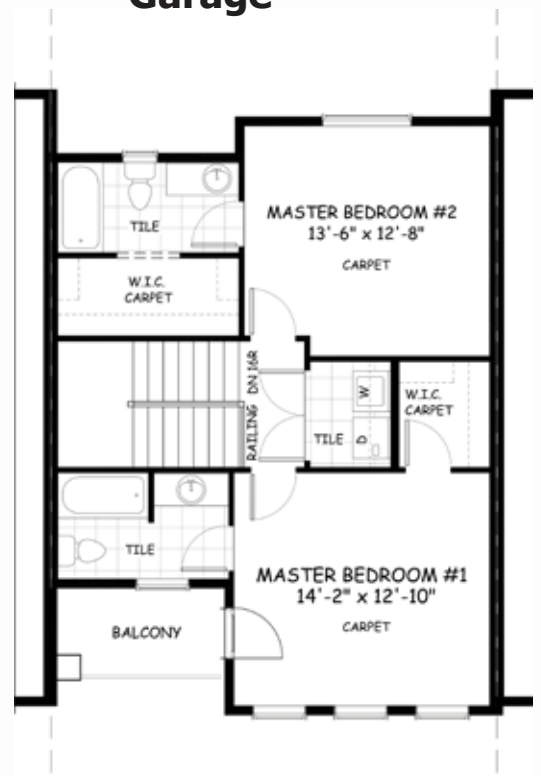 Garage
MASTER BEDROOM #2
13'-6" x 12'-8"
CARPET
TILE
W.I.C.
CARPET
RAILING DN 16R
W
D
TILE
W.I.C.
CARPET
TILE
MASTER BEDROOM #1
14'-2" x 12'-10"
CARPET
BALCONY